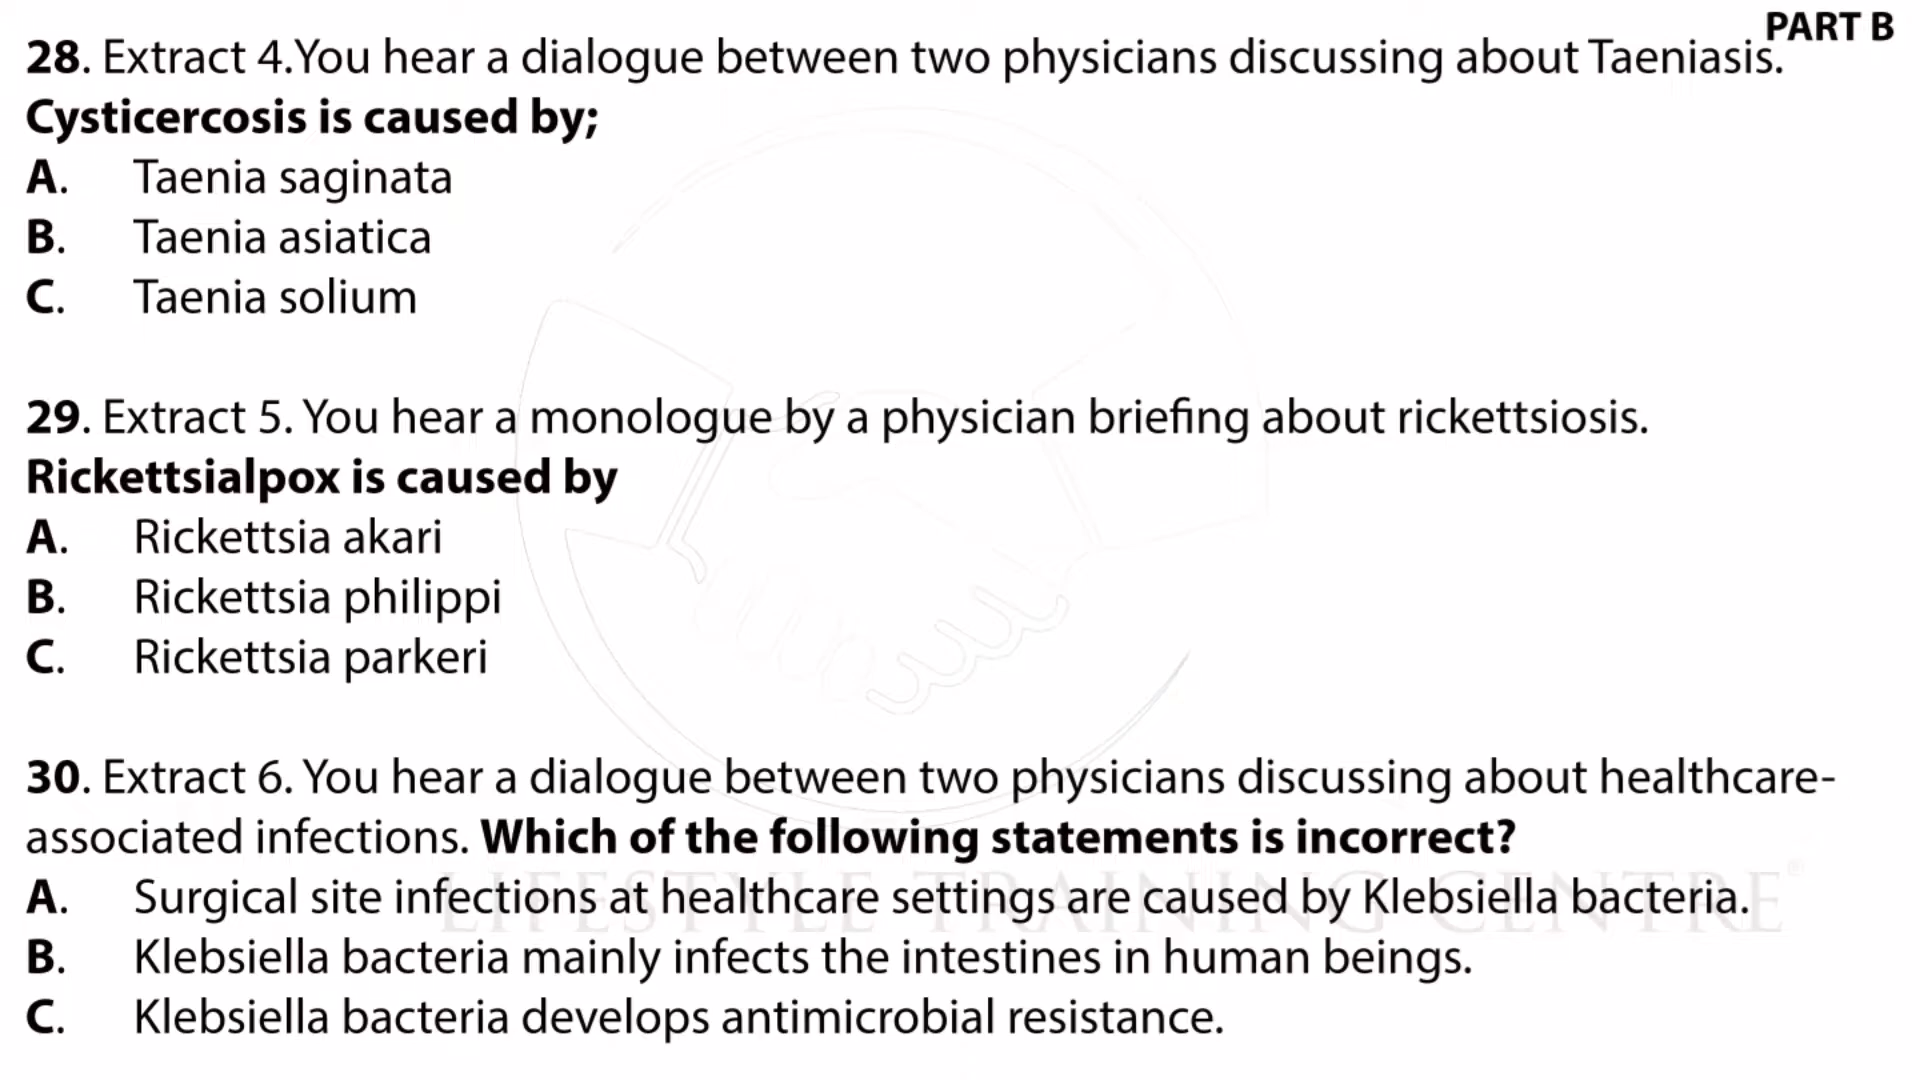 PART B
28. Extract 4.You hear a dialogue between two physicians discussing about Taeniasis.
Cysticercosis is caused by;
A. Taenia saginata
B. Taenia asiatica
C. Taenia solium
29. Extract 5. You hear a monologue by a physician briefing about rickettsiosis.
Rickettsialpox is caused by
A. Rickettsia akari
B. Rickettsia philippi
C. Rickettsia parkeri
30. Extract 6. You hear a dialogue between two physicians discussing about healthcare-
associated infections. Which of the following statements is incorrect?
A. Surgical site infections at healthcare settings are caused by Klebsiella bacteria.
LIFESTYLE TRAINING CENTRE®
B. Klebsiella bacteria mainly infects the intestines in human beings.
C. Klebsiella bacteria develops antimicrobial resistance.